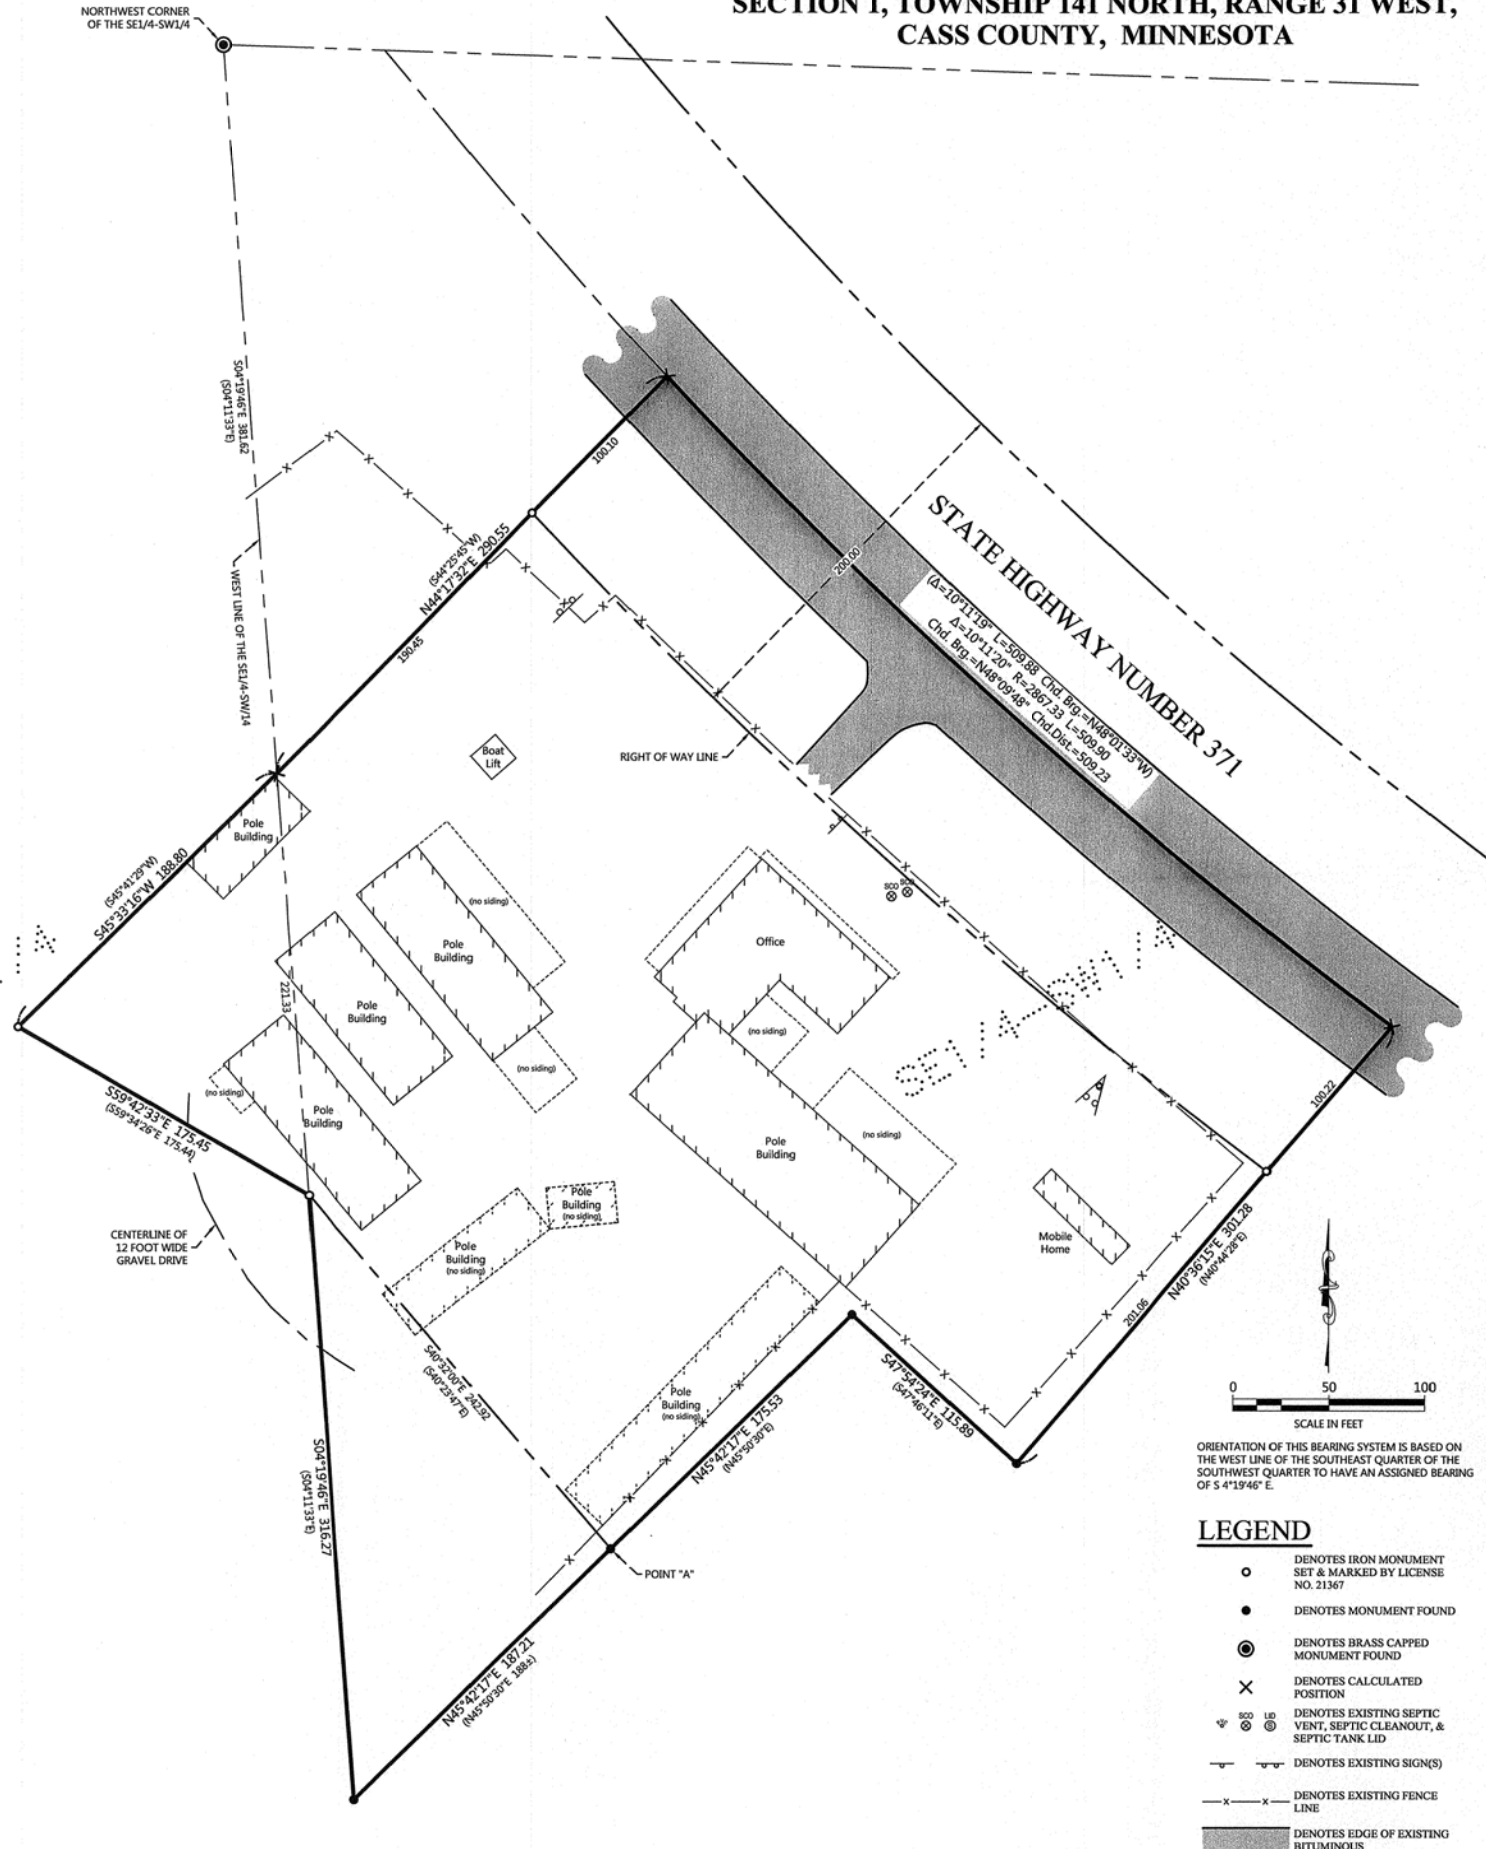 SECTION 1, TOWNSHIP 141 NORTH, RANGE 31 WEST,
CASS COUNTY, MINNESOTA
NORTHWEST CORNER
OF THE SE1/4-SW1/4
S04°19'46"E 381.62
(S04°11'33"E)
WEST LINE OF THE SE1/4-SW/14
100.10
(S44°25'45"W)
N44°17'32"E 290.55
190.45
200.00
STATE HIGHWAY NUMBER 371
(Δ=10°11'19" L=509.88 Chd. Brg.=N48°01'33"W)
Δ=10°11'20" R=2867.33 L=509.90
Chd. Brg.=N48°09'48" Chd.Dist.=509.23
RIGHT OF WAY LINE
Boat
Lift
Pole
Building
(S45°41'29"W)
S45°33'16"W 188.80
(no siding)
Pole
Building
Office
SCO
SCO
221.33
Pole
Building
(no siding)
(no siding)
SE1/4-SW1/4
1/4
S59°42'33"E 175.45
(S59°34'26"E 175.44)
(no siding)
Pole
Building
Pole
Building
(no siding)
100.22
Pole
Building
(no siding)
Pole
Building
(no siding)
Mobile
Home
N40°36'15"E 301.28
(N40°44'28"E)
201.06
CENTERLINE OF
12 FOOT WIDE
GRAVEL DRIVE
S40°32'00"E 242.92
(S40°23'47"E)
Pole
Building
(no siding)
S47°54'24"E 115.89
(S47°46'11"E)
N45°42'17"E 175.53
(N45°50'30"E)
S04°19'46"E 316.27
(S04°11'33"E)
POINT "A"
N45°42'17"E 187.21
(N45°50'30"E 188±)
0 50 100
SCALE IN FEET
ORIENTATION OF THIS BEARING SYSTEM IS BASED ON
THE WEST LINE OF THE SOUTHEAST QUARTER OF THE
SOUTHWEST QUARTER TO HAVE AN ASSIGNED BEARING
OF S 4°19'46" E.
LEGEND
DENOTES IRON MONUMENT
SET & MARKED BY LICENSE
NO. 21367
DENOTES MONUMENT FOUND
DENOTES BRASS CAPPED
MONUMENT FOUND
DENOTES CALCULATED
POSITION
SCO LID
S
DENOTES EXISTING SEPTIC
VENT, SEPTIC CLEANOUT, &
SEPTIC TANK LID
DENOTES EXISTING SIGN(S)
DENOTES EXISTING FENCE
LINE
DENOTES EDGE OF EXISTING
BITUMINOUS